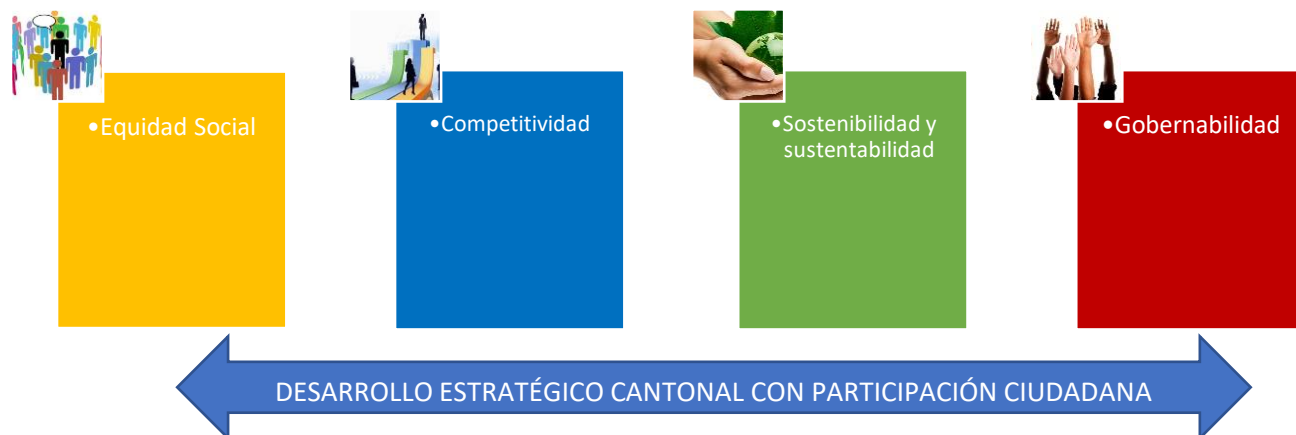 •Equidad Social
•Competitividad
•Sostenibilidad y
sustentabilidad
•Gobernabilidad
DESARROLLO ESTRATÉGICO CANTONAL CON PARTICIPACIÓN CIUDADANA